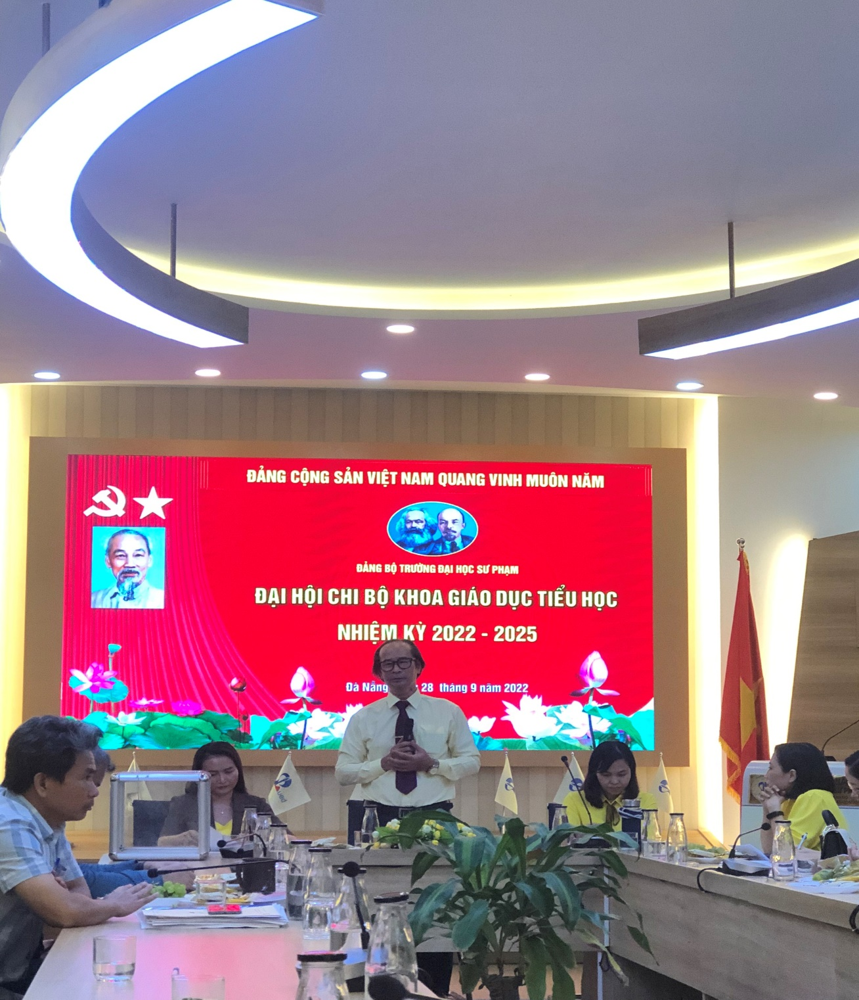 ĐẢNG CỘNG SẢN VIỆT NAM QUANG VINH MUÔN NĂM
ĐẢNG BỘ TRƯỜNG ĐẠI HỌC SƯ PHẠM
ĐẠI HỘI CHI BỘ KHOA GIÁO DỤC TIỂU HỌC
NHIỆM KỲ 2022 - 2025
Đà Nẵng 28 tháng 9 năm 2022